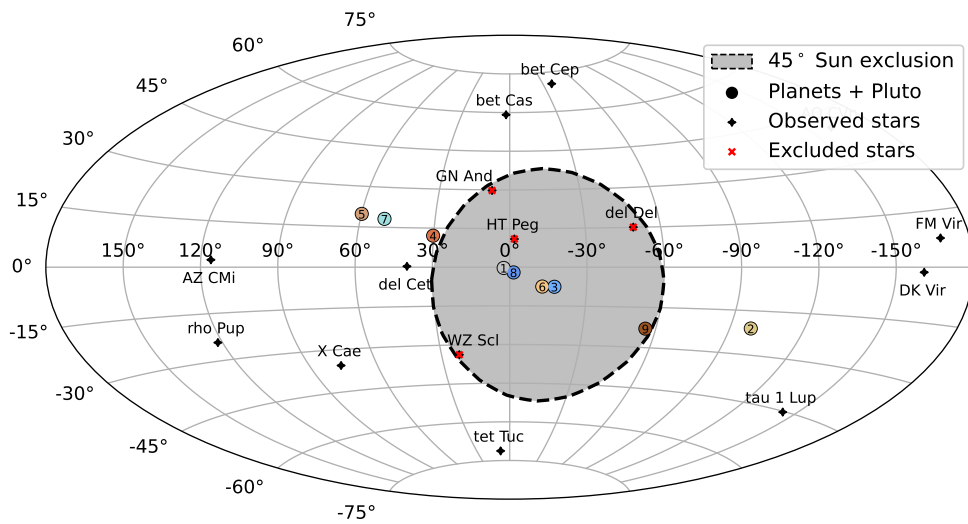 75°
60°
bet Cep
45°
bet Cas
45° Sun exclusion
Planets + Pluto
Observed stars
Excluded stars
30°
GN And
15°
5
7
HT Peg
del Del
FM Vir
4
150°
120°
90°
60°
30°
0°
-30°
-60°
-90°
-120°
-150°
0°
AZ CMi
del Cet
1
8
6
3
DK Vir
-15°
rho Pup
WZ Scl
9
2
X Cae
-30°
tau 1 Lup
-45°
tet Tuc
-60°
-75°